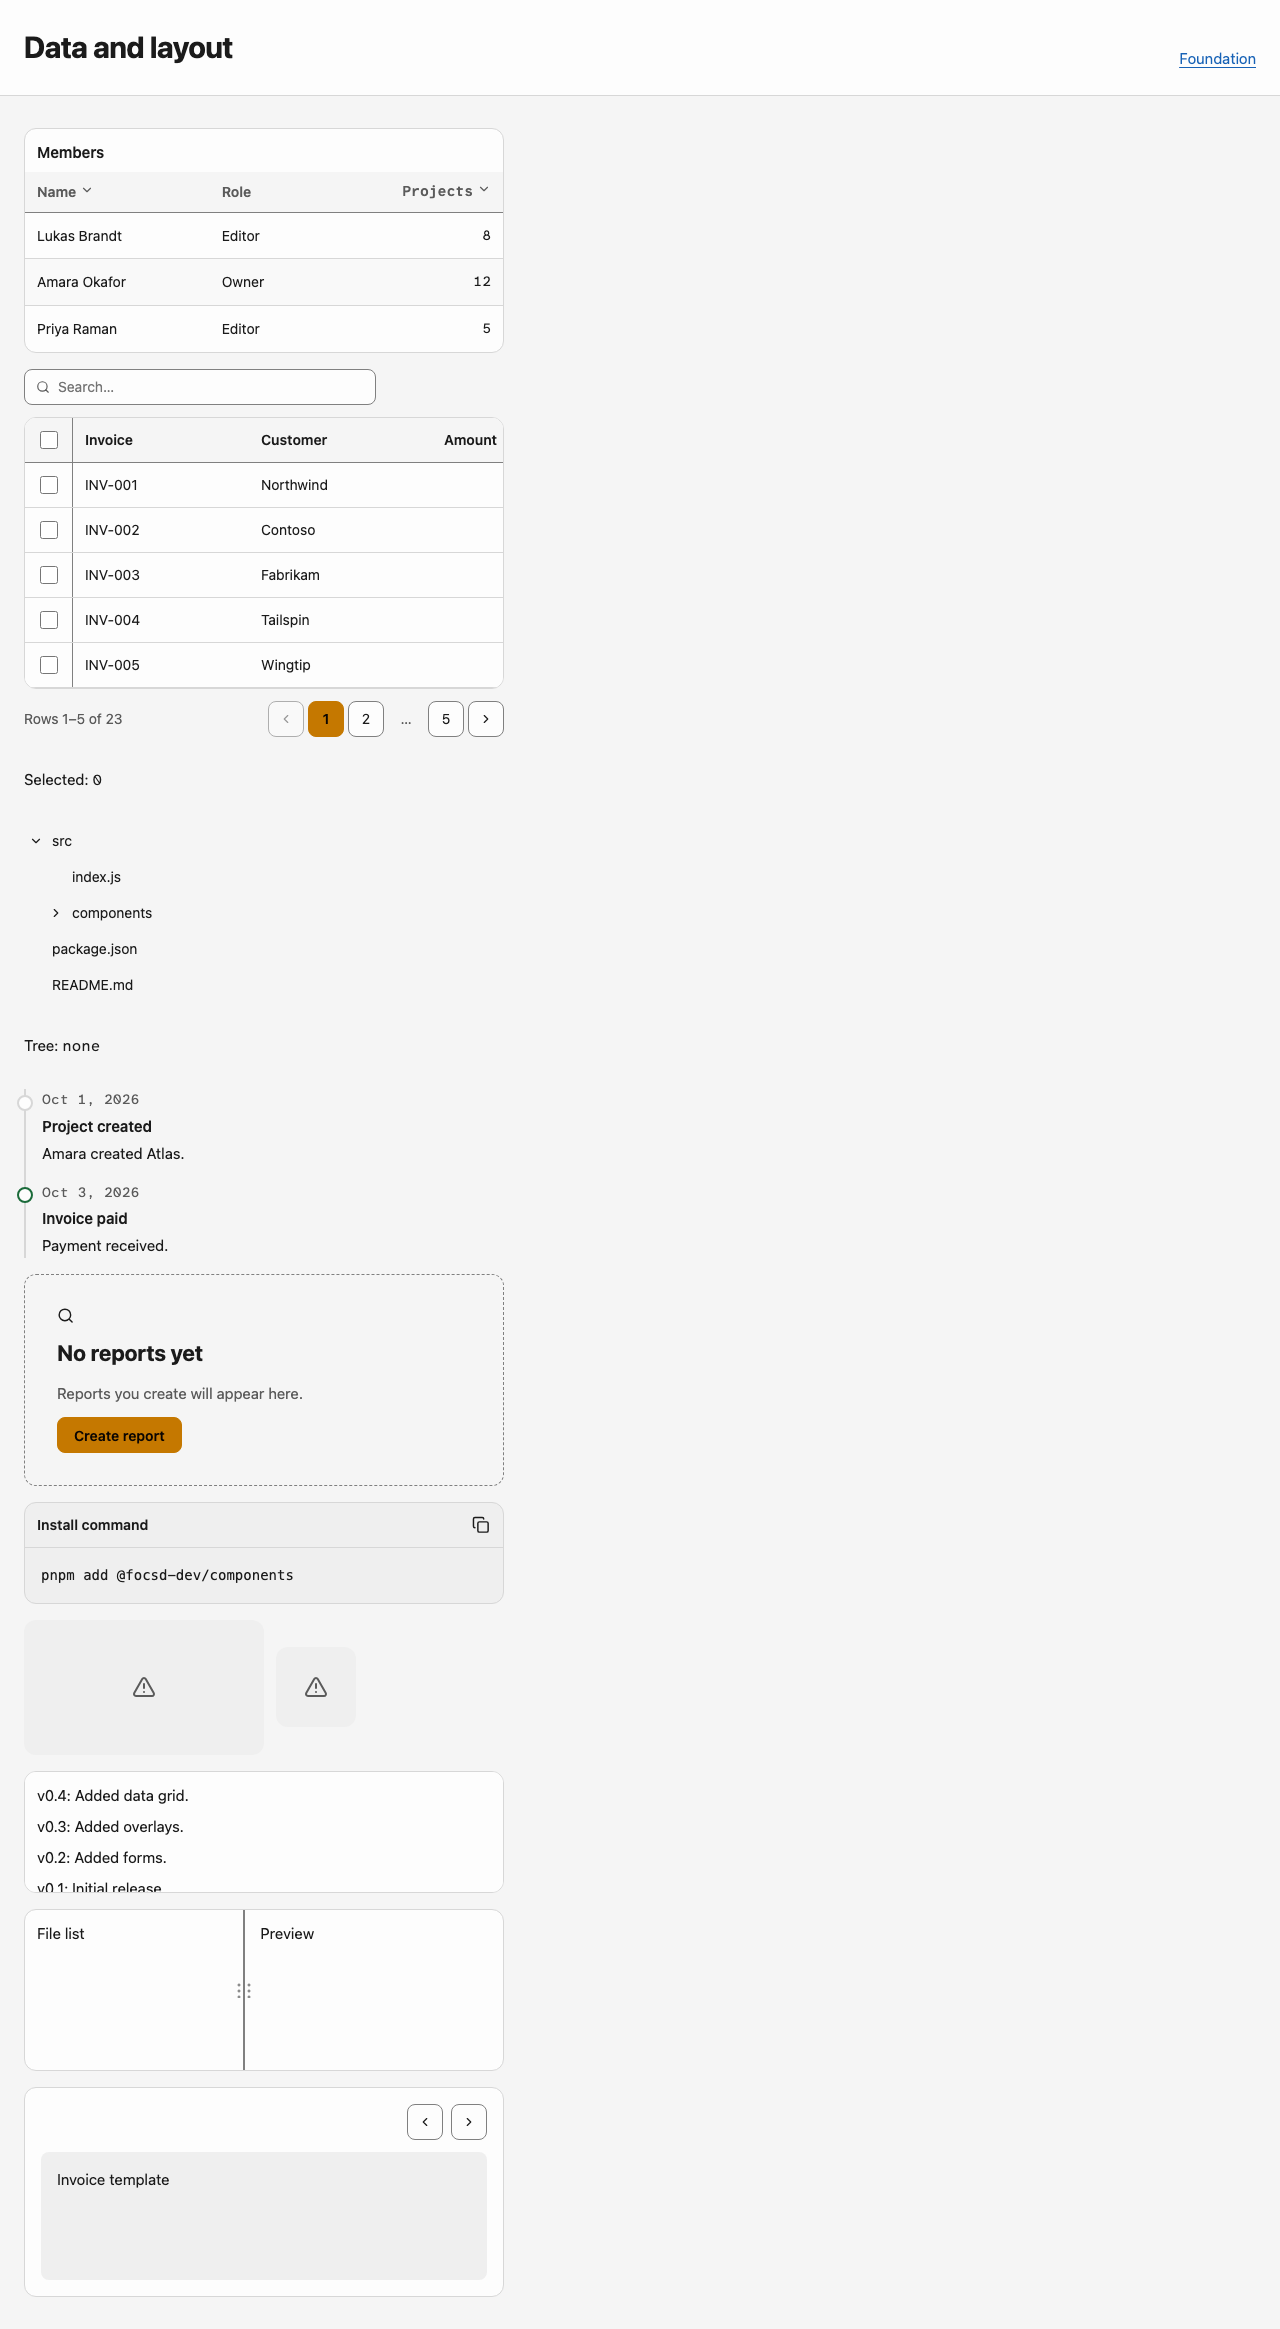 Data and layout
Foundation
Members
Name Role Projects
Lukas Brandt Editor 8
Amara Okafor Owner 12
Priya Raman Editor 5
Search…
Invoice Customer Amount
INV-001 Northwind
INV-002 Contoso
INV-003 Fabrikam
INV-004 Tailspin
INV-005 Wingtip
Rows 1–5 of 23 1 2 … 5
Selected: 0
src
index.js
components
package.json
README.md
Tree: none
Oct 1, 2026
Project created
Amara created Atlas.
Oct 3, 2026
Invoice paid
Payment received.
No reports yet
Reports you create will appear here.
Create report
Install command
pnpm add @focsd-dev/components
v0.4: Added data grid.
v0.3: Added overlays.
v0.2: Added forms.
v0.1: Initial release.
File list Preview
Invoice template